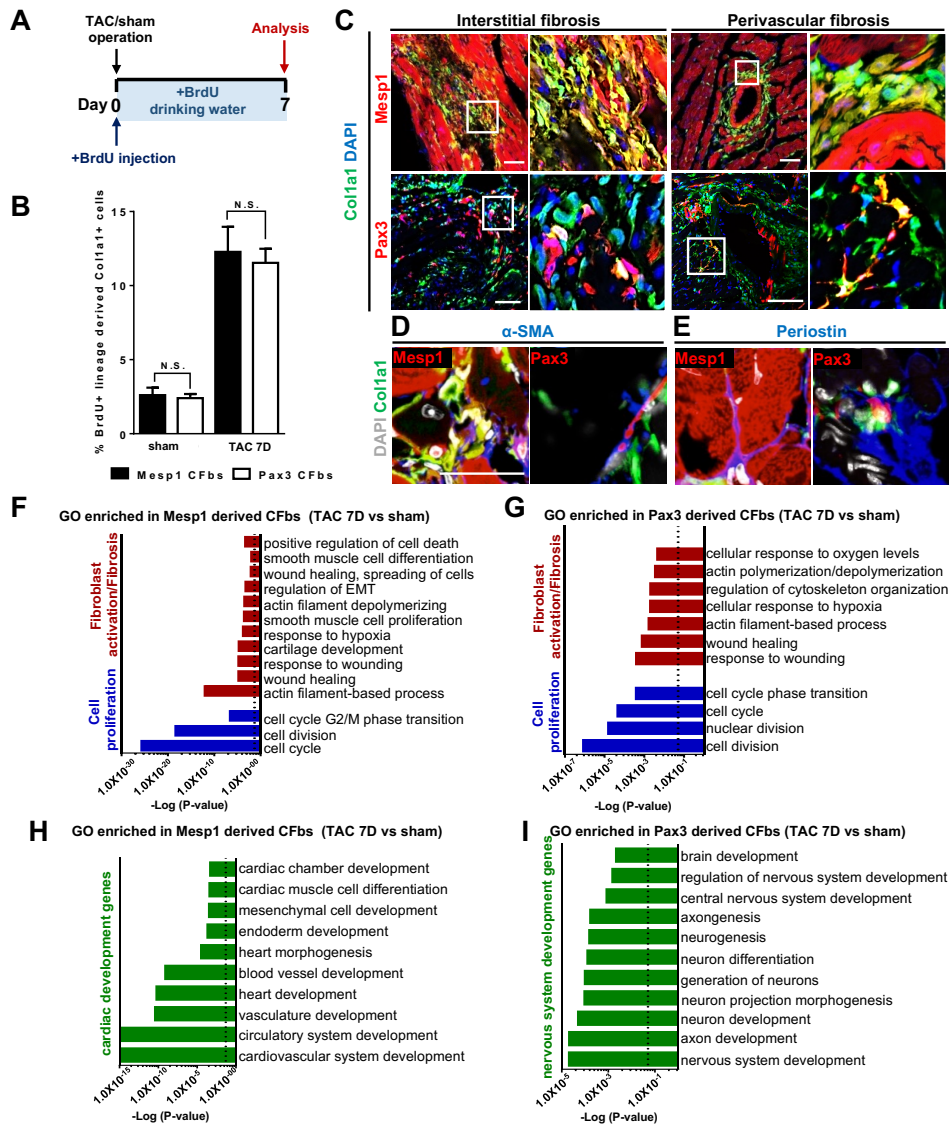 A
TAC/sham
operation
Analysis
Day 0
+BrdU
drinking water
7
+BrdU injection
B
% BrdU+ lineage derived Col1a1+ cells
15
10
5
0
N.S.
N.S.
sham
TAC 7D
Mesp1 CFbs
Pax3 CFbs
C
Interstitial fibrosis
Perivascular fibrosis
Col1a1 DAPI
Mesp1
Pax3
D
α-SMA
DAPI Col1a1
Mesp1
Pax3
E
Periostin
Mesp1
Pax3
F
GO enriched in Mesp1 derived CFbs (TAC 7D vs sham)
Fibroblast
activation/Fibrosis
positive regulation of cell death
smooth muscle cell differentiation
wound healing, spreading of cells
regulation of EMT
actin filament depolymerizing
smooth muscle cell proliferation
response to hypoxia
cartilage development
response to wounding
wound healing
actin filament-based process
Cell
proliferation
cell cycle G2/M phase transition
cell division
cell cycle
1.0X10-30
1.0X10-20
1.0X10-10
1.0X10-00
-Log (P-value)
G
GO enriched in Pax3 derived CFbs (TAC 7D vs sham)
Fibroblast
activation/Fibrosis
cellular response to oxygen levels
actin polymerization/depolymerization
regulation of cytoskeleton organization
cellular response to hypoxia
actin filament-based process
wound healing
response to wounding
Cell
proliferation
cell cycle phase transition
cell cycle
nuclear division
cell division
1.0X10-7
1.0X10-5
1.0X10-3
1.0X10-1
-Log (P-value)
H
GO enriched in Mesp1 derived CFbs (TAC 7D vs sham)
cardiac development genes
cardiac chamber development
cardiac muscle cell differentiation
mesenchymal cell development
endoderm development
heart morphogenesis
blood vessel development
heart development
vasculature development
circulatory system development
cardiovascular system development
1.0X10-15
1.0X10-10
1.0X10-5
1.0X10-00
-Log (P-value)
I
GO enriched in Pax3 derived CFbs (TAC 7D vs sham)
nervous system development genes
brain development
regulation of nervous system development
central nervous system development
axongenesis
neurogenesis
neuron differentiation
generation of neurons
neuron projection morphogenesis
neuron development
axon development
nervous system development
1.0X10-5
1.0X10-3
1.0X10-1
-Log (P-value)